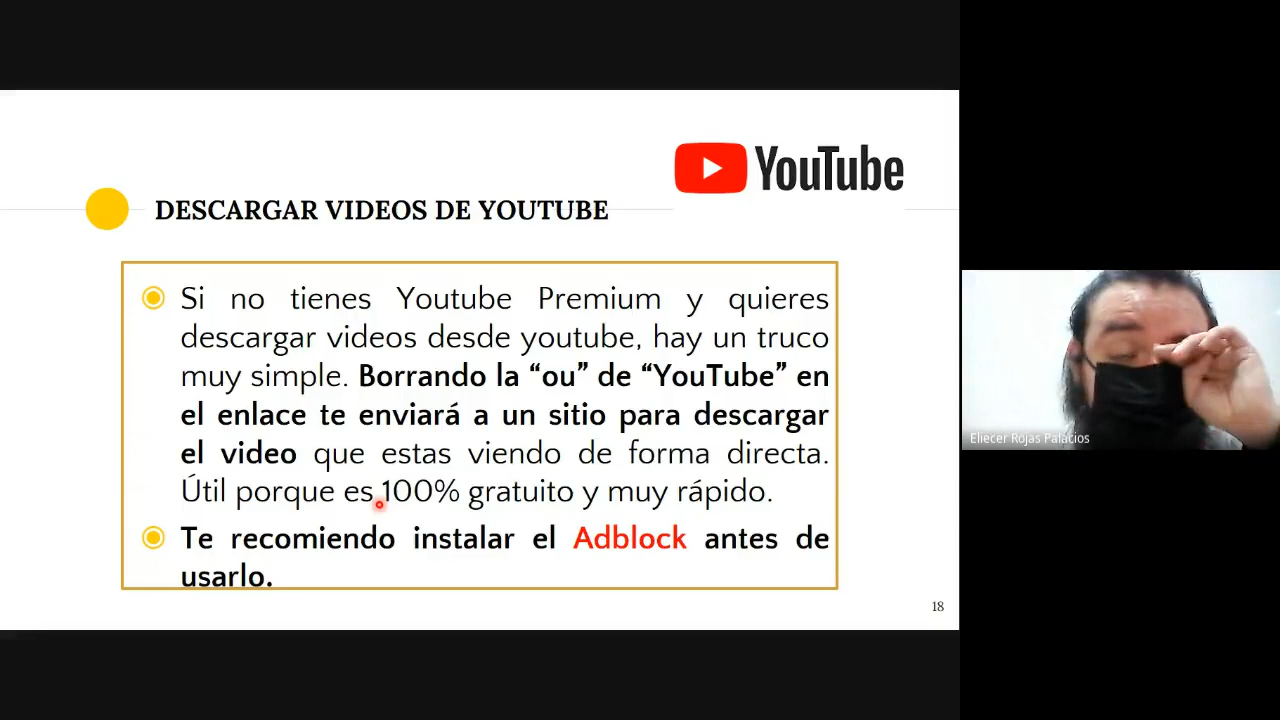 YouTube
DESCARGAR VIDEOS DE YOUTUBE
Si no tienes Youtube Premium y quieres
descargar videos desde youtube, hay un truco
muy simple. Borrando la “ou” de “YouTube” en
el enlace te enviará a un sitio para descargar
el video que estas viendo de forma directa.
Útil porque es 100% gratuito y muy rápido.
Te recomiendo instalar el Adblock antes de
usarlo.
18
Eliecer Rojas Palacios